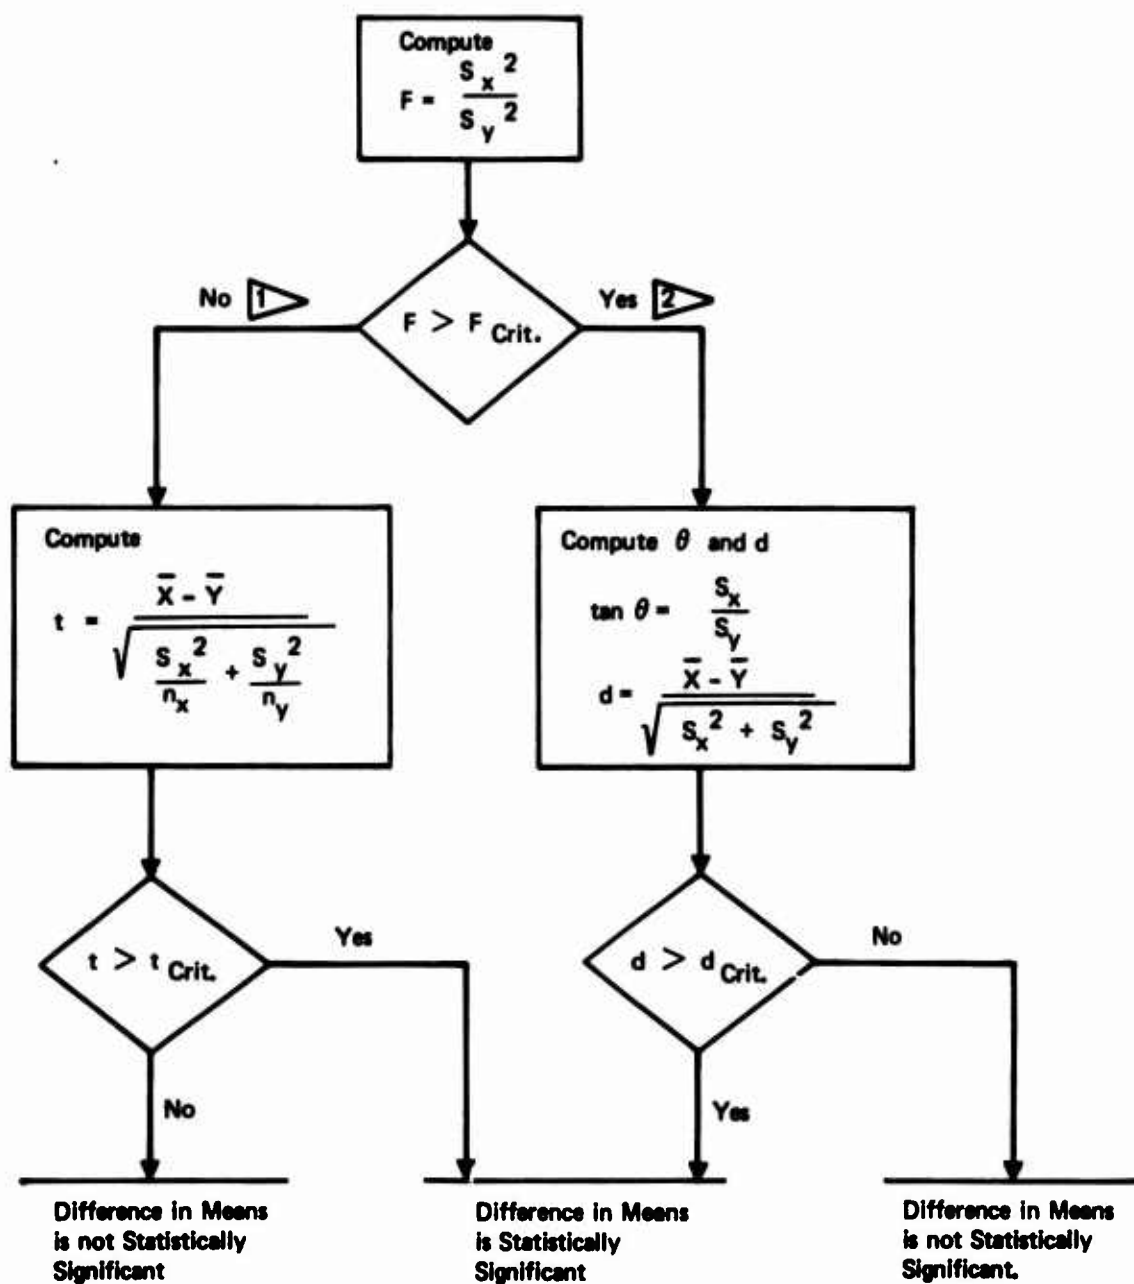 Compute
F = S_x^2 / S_y^2
No 1
Yes 2
F > F Crit.
Compute
t = (X̄ - Ȳ) / √(S_x^2 / n_x + S_y^2 / n_y)
Compute θ and d
tan θ = S_x / S_y
d = (X̄ - Ȳ) / √(S_x^2 + S_y^2)
t > t Crit.
Yes
No
d > d Crit.
No
Yes
Difference in Means
is not Statistically
Significant
Difference in Means
is Statistically
Significant
Difference in Means
is not Statistically
Significant.